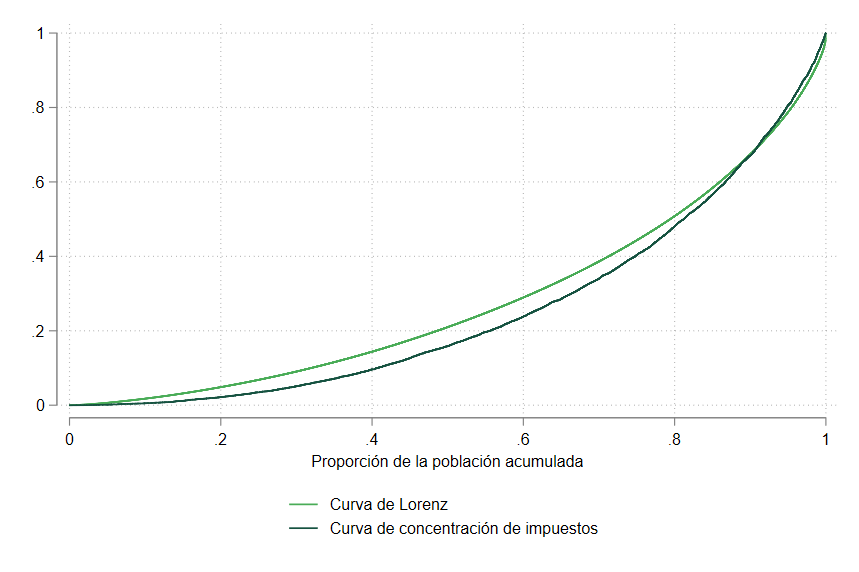 1
.8
.6
.4
.2
0
0 .2 .4 .6 .8 1
Proporción de la población acumulada
Curva de Lorenz
Curva de concentración de impuestos